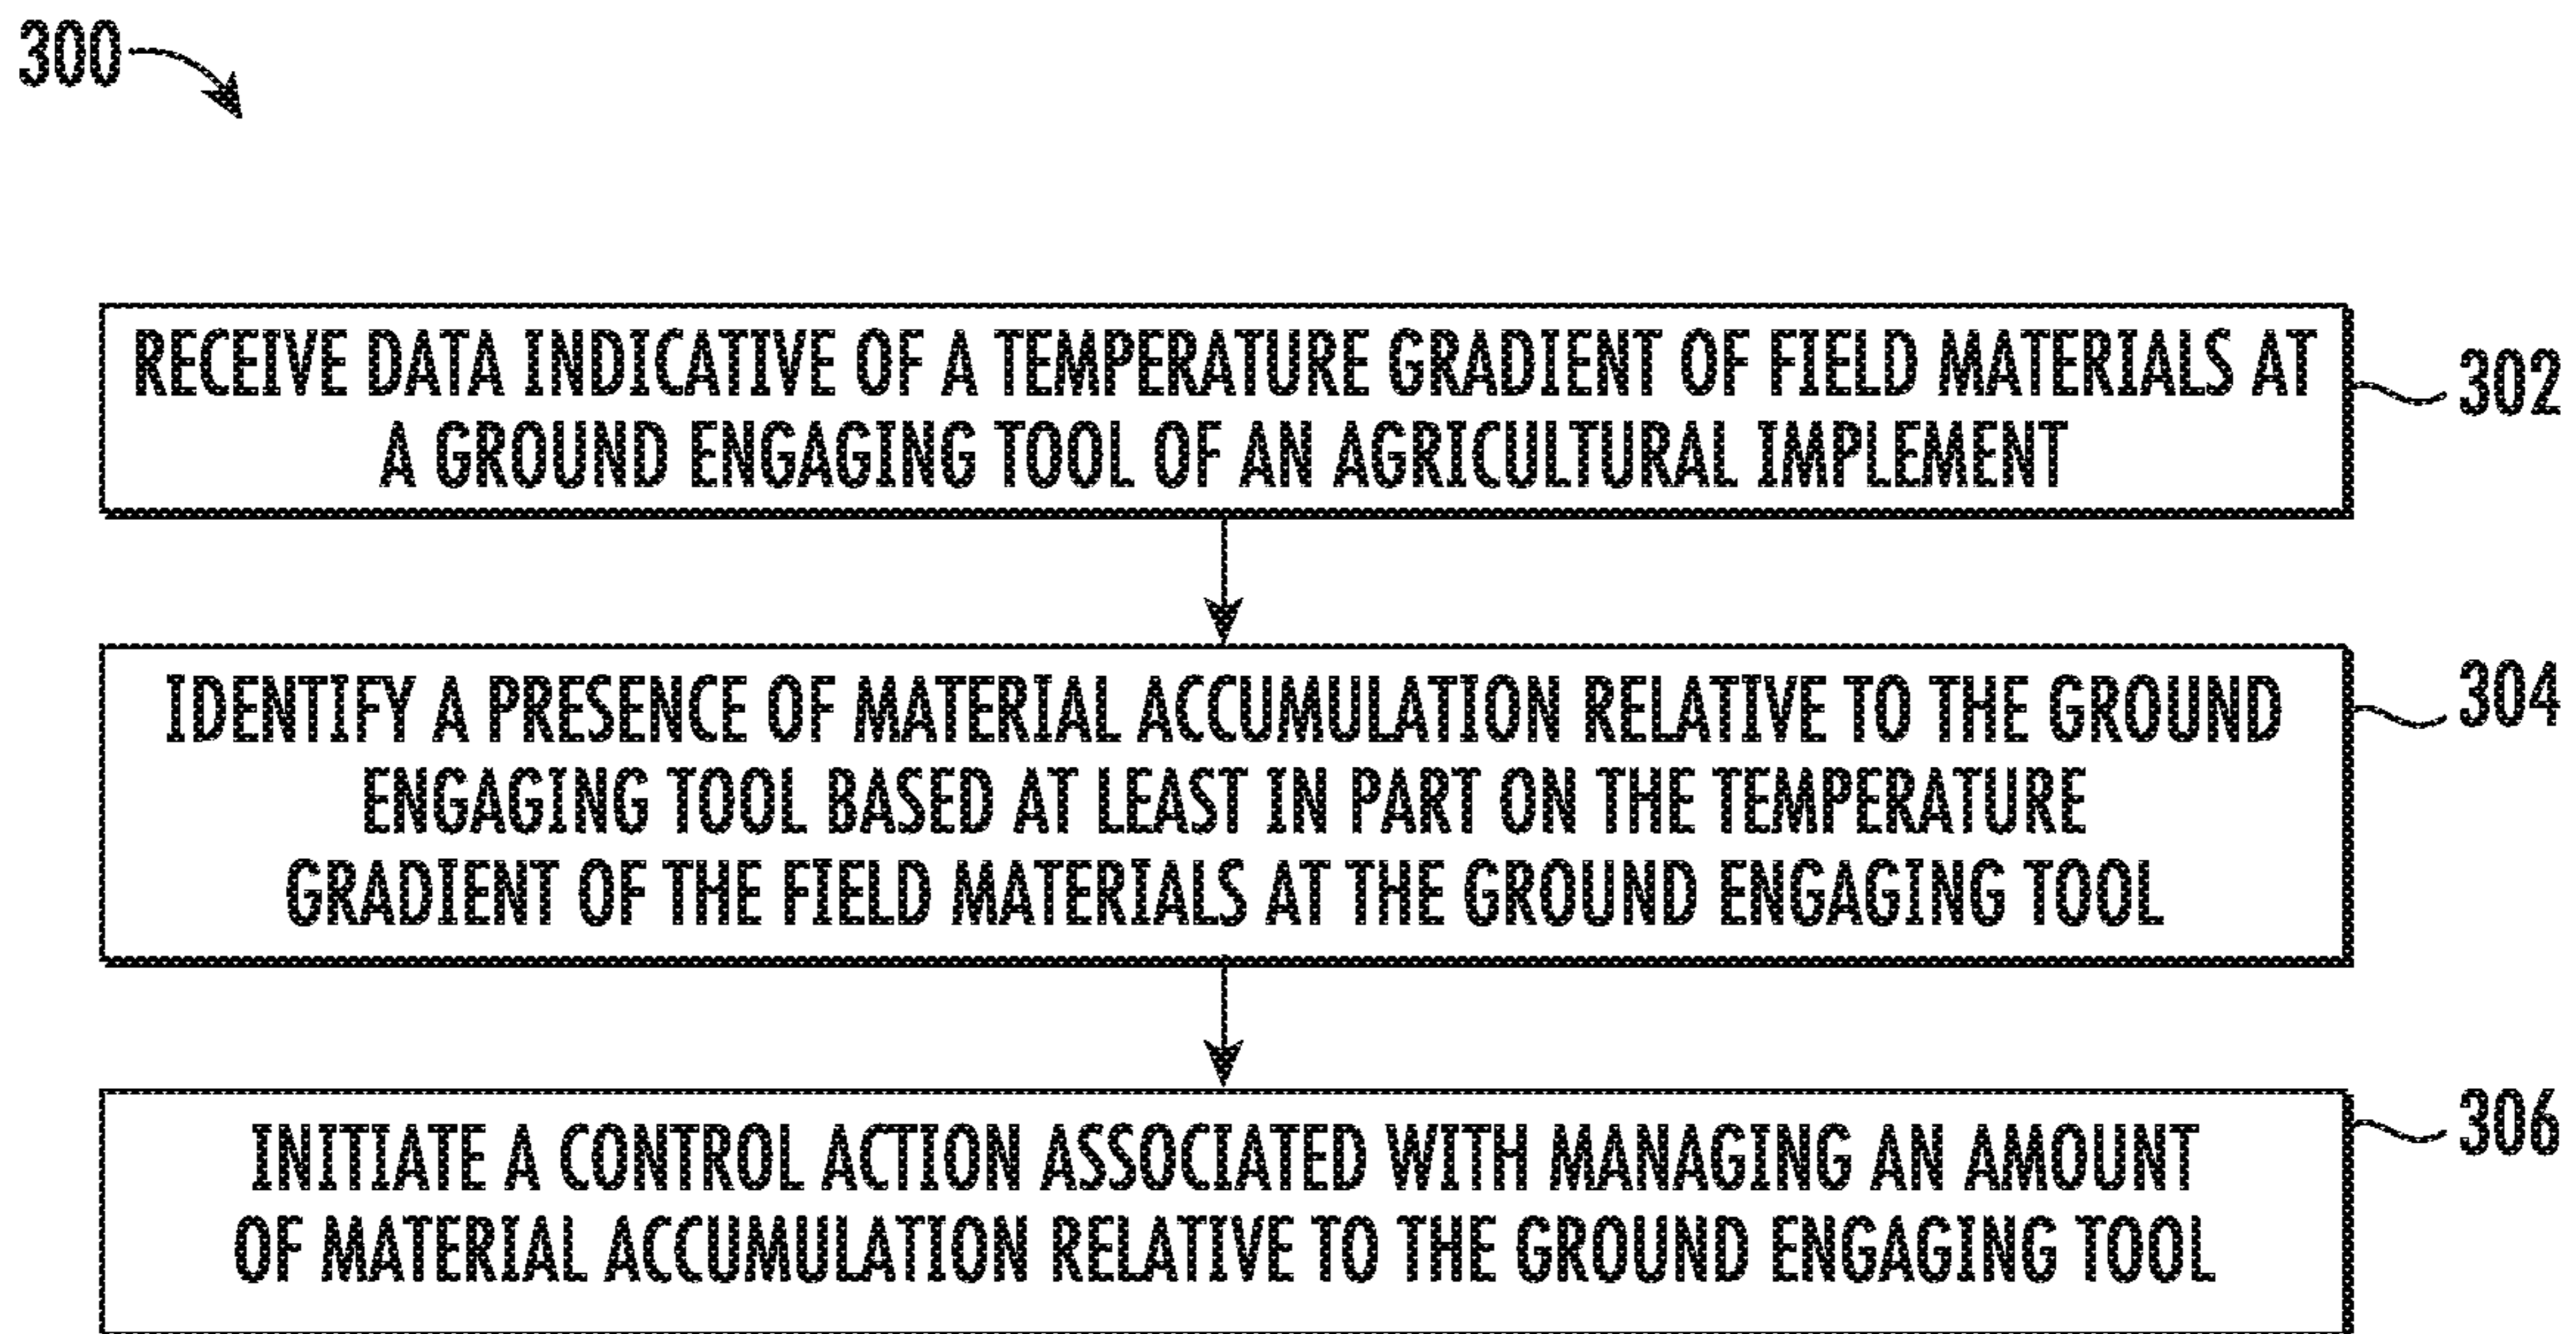 300
RECEIVE DATA INDICATIVE OF A TEMPERATURE GRADIENT OF FIELD MATERIALS AT
A GROUND ENGAGING TOOL OF AN AGRICULTURAL IMPLEMENT
302
IDENTIFY A PRESENCE OF MATERIAL ACCUMULATION RELATIVE TO THE GROUND
ENGAGING TOOL BASED AT LEAST IN PART ON THE TEMPERATURE
GRADIENT OF THE FIELD MATERIALS AT THE GROUND ENGAGING TOOL
304
INITIATE A CONTROL ACTION ASSOCIATED WITH MANAGING AN AMOUNT
OF MATERIAL ACCUMULATION RELATIVE TO THE GROUND ENGAGING TOOL
306